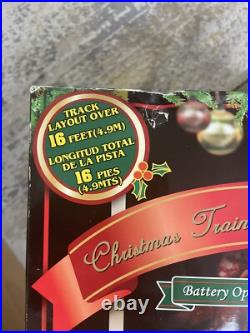 TRACK
LAYOUT OVER
16 FEET(4.9M)
LONGITUD TOTAL
DE LA PISTA
16 PIES
(4.9MTS)
Christmas Train
Battery Op